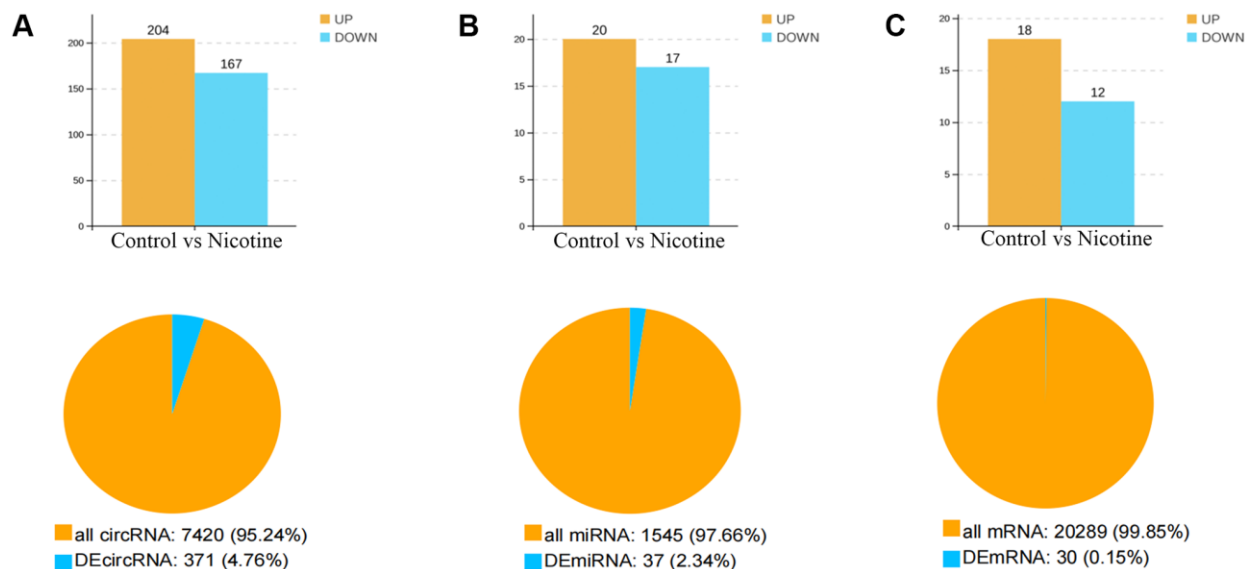 A
204
167
UP
DOWN
200
150
100
50
0
Control vs Nicotine
B
20
17
UP
DOWN
20
15
10
5
0
Control vs Nicotine
C
18
12
UP
DOWN
20
15
10
5
0
Control vs Nicotine
all circRNA: 7420 (95.24%)
DEcircRNA: 371 (4.76%)
all miRNA: 1545 (97.66%)
DEmiRNA: 37 (2.34%)
all mRNA: 20289 (99.85%)
DEmRNA: 30 (0.15%)